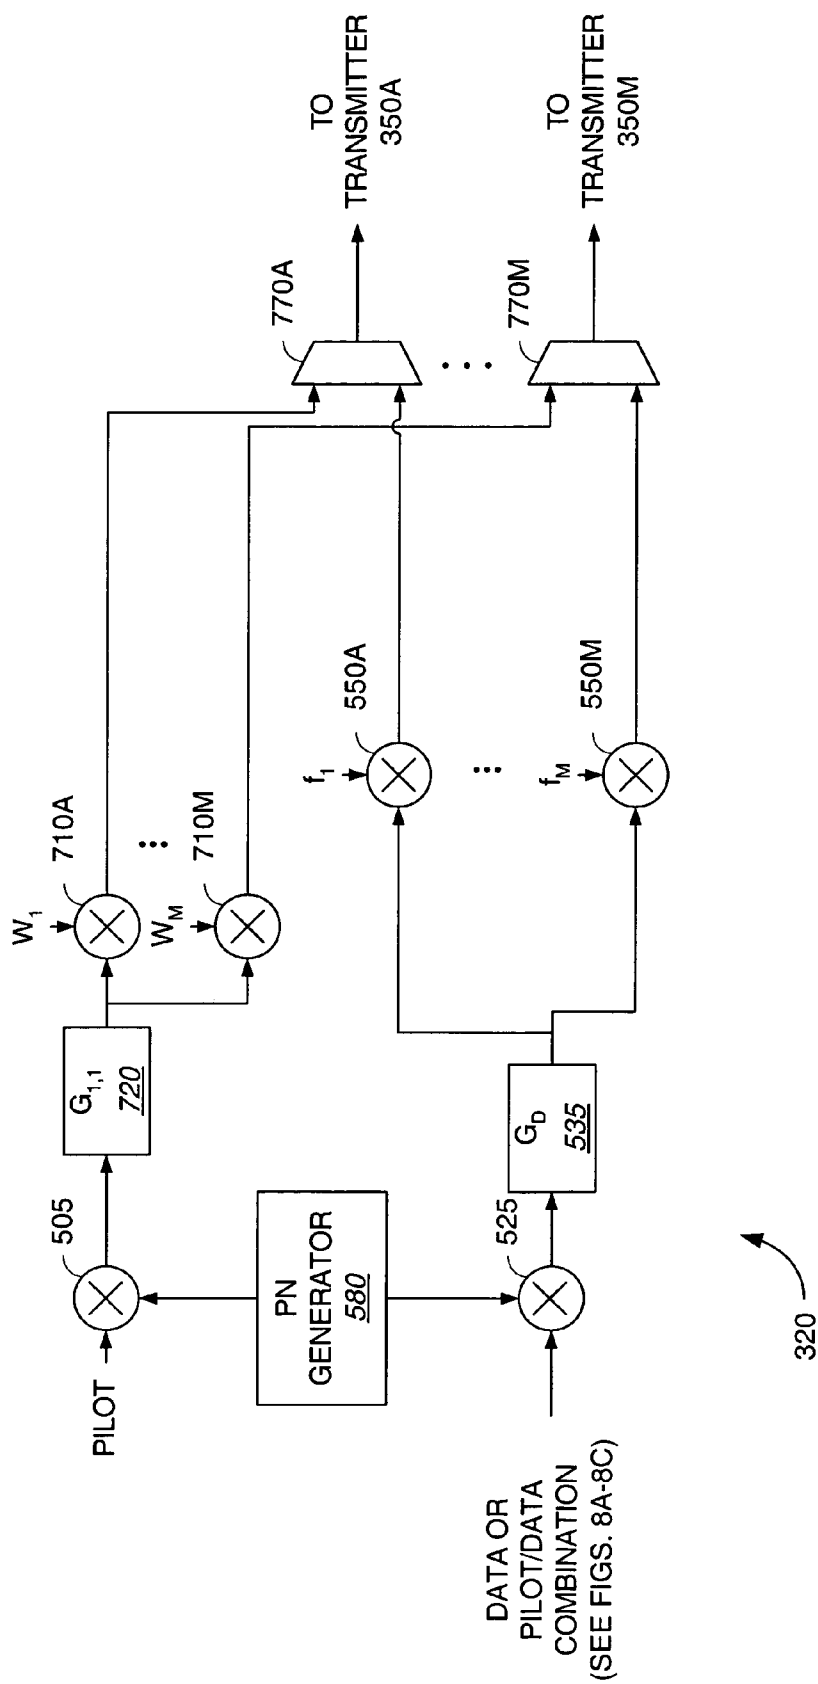 PILOT
505
G1,1
720
W1
710A
...
WM
710M
PN
GENERATOR
580
DATA OR
PILOT/DATA
COMBINATION
(SEE FIGS. 8A-8C)
525
GD
535
f1
550A
...
fM
550M
770A
...
770M
TO
TRANSMITTER
350A
TO
TRANSMITTER
350M
320